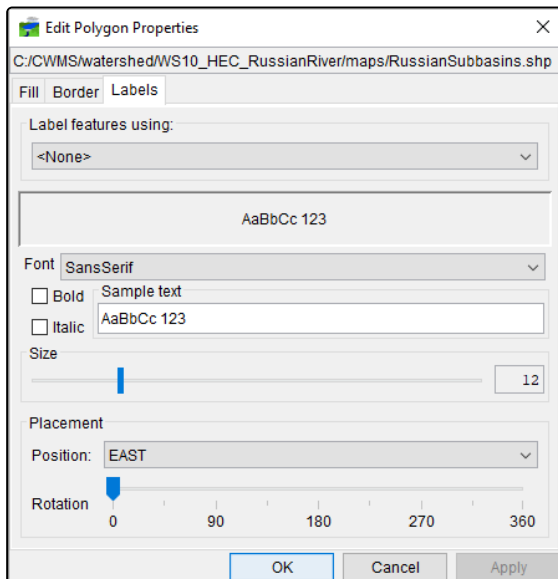 Edit Polygon Properties
C:/CWMS/watershed/WS10_HEC_RussianRiver/maps/RussianSubbasins.shp
Fill Border Labels
Label features using:
<None>
AaBbCc 123
Font SansSerif
Bold Sample text
Italic AaBbCc 123
Size
12
Placement
Position: EAST
Rotation
0 90 180 270 360
OK Cancel Apply